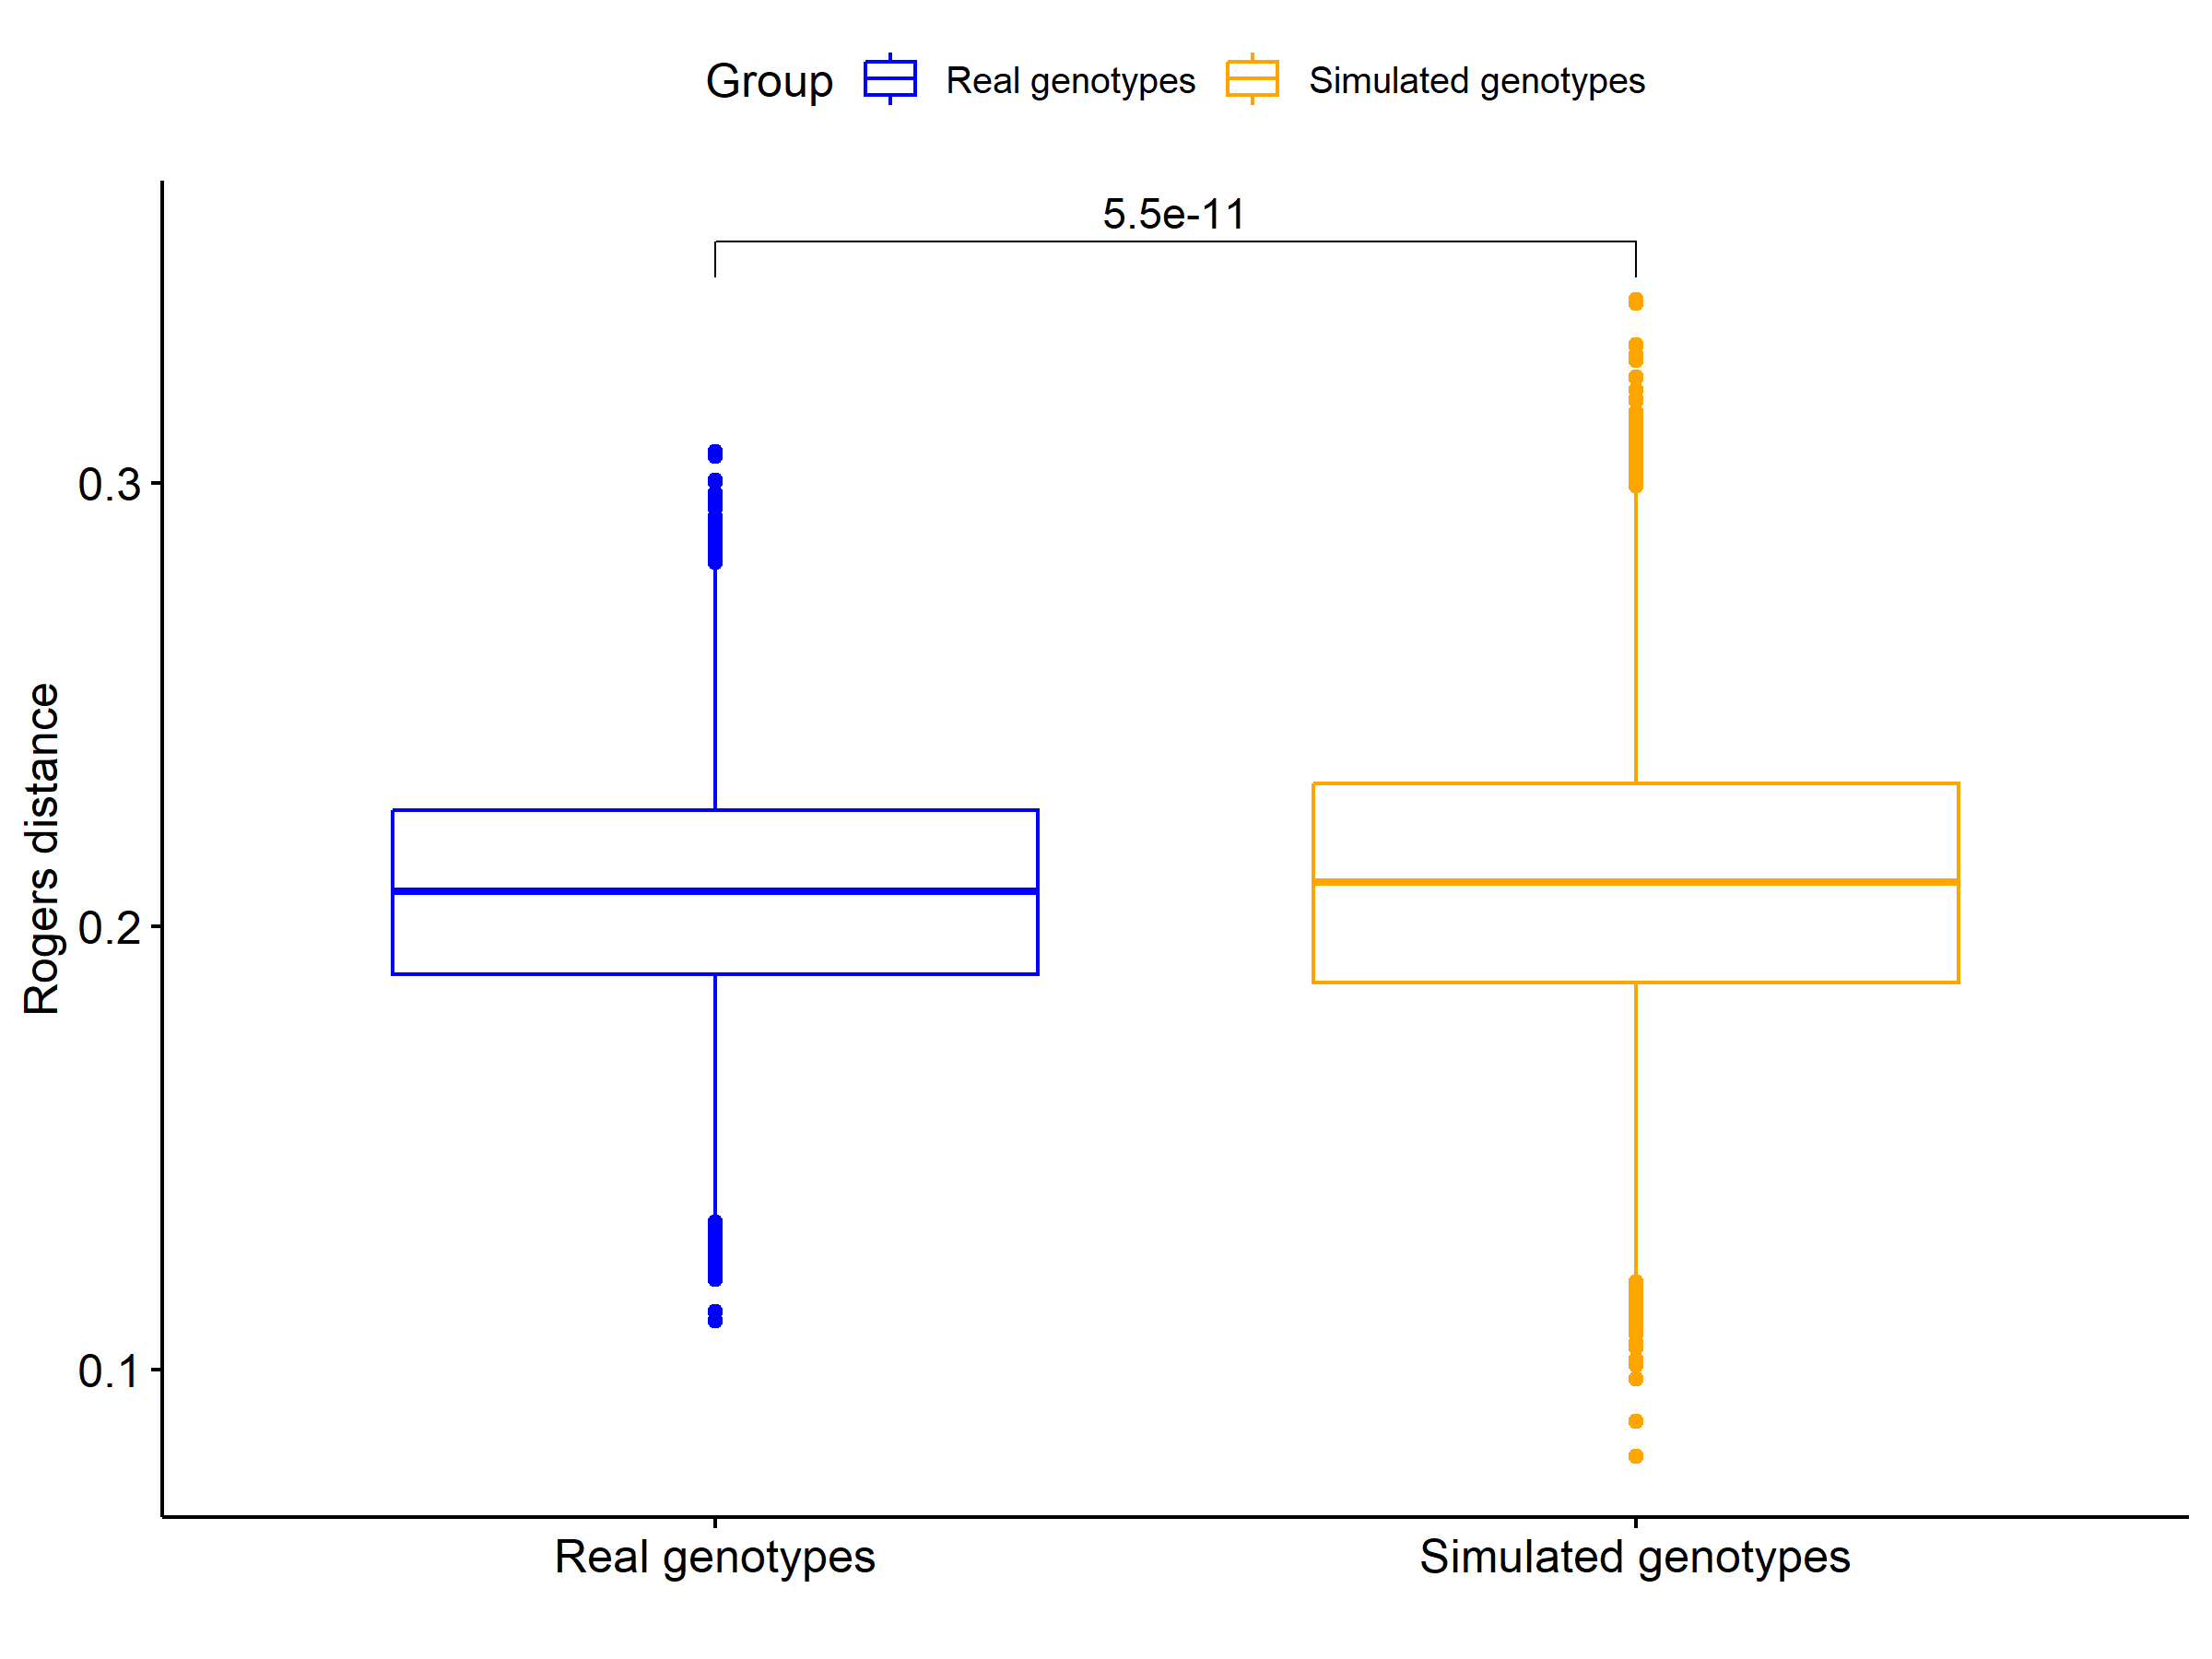 Group Real genotypes Simulated genotypes
5.5e-11
Rogers distance
0.3
0.2
0.1
Real genotypes Simulated genotypes